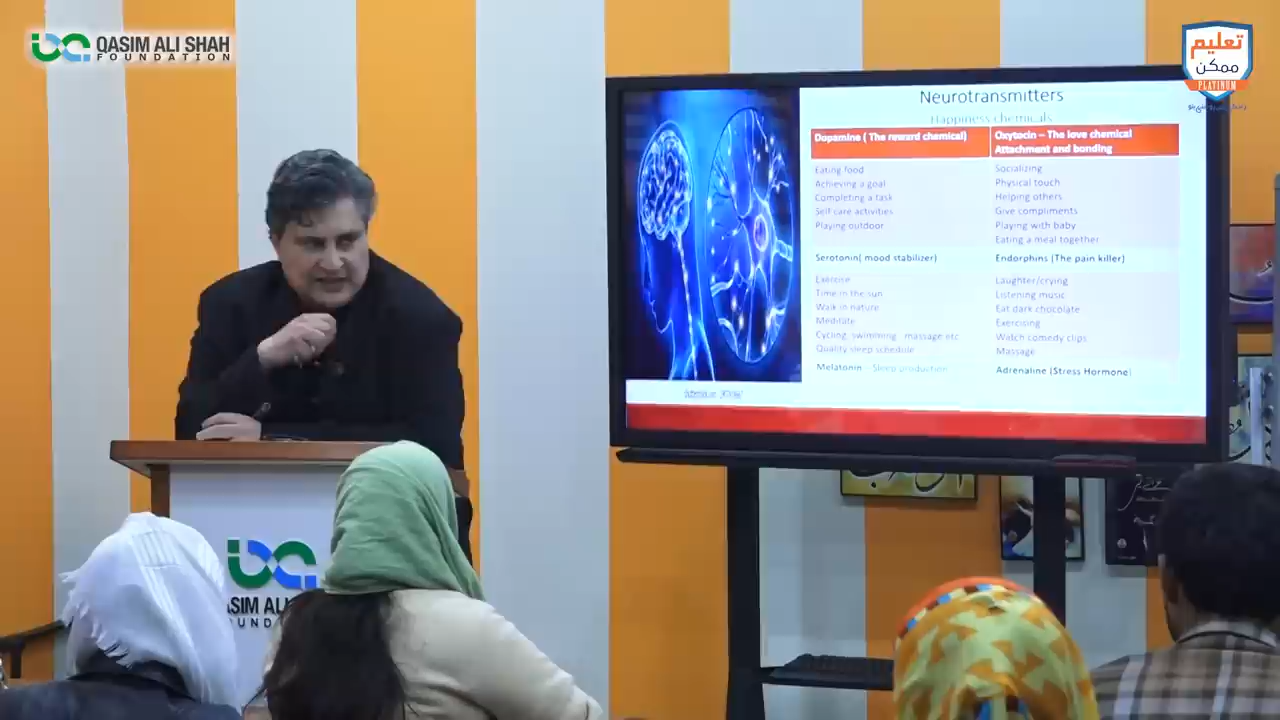 QASIM ALI SHAH
FOUNDATION
تعلیم
ممکن
PLATINUM
Neurotransmitters
Happiness chemicals
Dopamine ( The reward chemical)
Eating food
Achieving a goal
Completing a task
Self care activities
Playing outdoor
Oxytocin – The love chemical
Attachment and bonding
Socializing
Physical touch
Helping others
Give compliments
Playing with baby
Eating a meal together
Serotonin( mood stabilizer)
Exercise
Time in the sun
Walk in nature
Meditate
Cycling, swimming massage etc
Quality sleep schedule
Endorphins (The pain killer)
Laughter/crying
Listening music
Eat dark chocolate
Exercising
Watch comedy clips
Massage
Melatonin – Sleep production
Adrenaline (Stress Hormone)